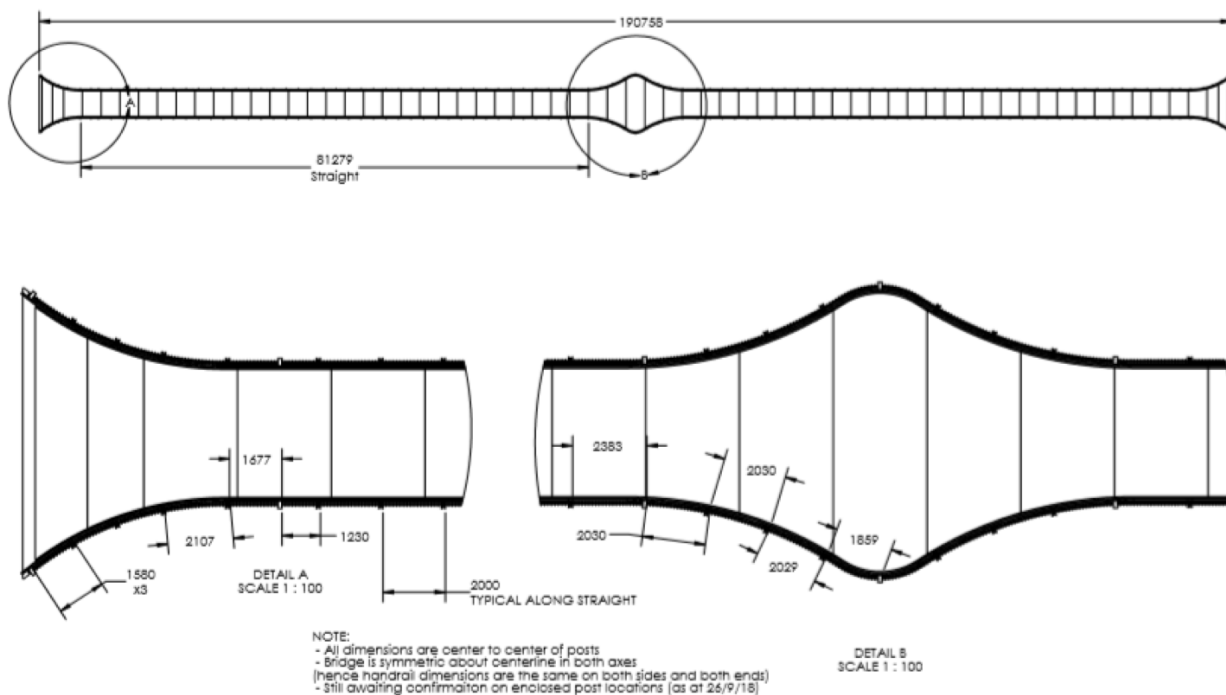 190758
A
81279
Straight
B
1677
2383
2030
2107
1230
2030
1859
2029
1580
x3
DETAIL A
SCALE 1 : 100
2000
TYPICAL ALONG STRAIGHT
NOTE:
- All dimensions are center to center of posts
- Bridge is symmetric about centerline in both axes
(hence handrail dimensions are the same on both sides and both ends)
- Still awaiting confirmaiton on enclosed post locations (as at 26/9/18)
DETAIL B
SCALE 1 : 100